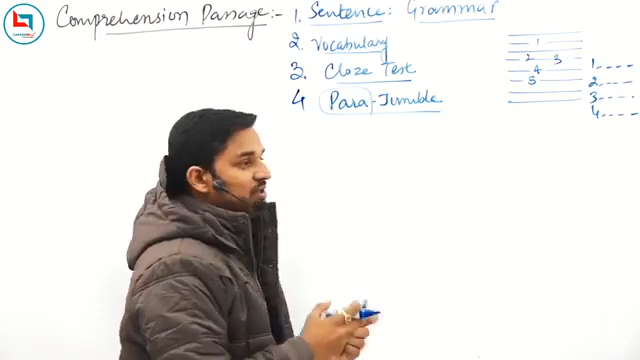 Comprehension Passage:- 1. Sentence: Grammar
2. Vocabulary
3. Cloze Test
4 Para-Jumble
1
2 3
4
5
1.----
2.----
3.----
4.----